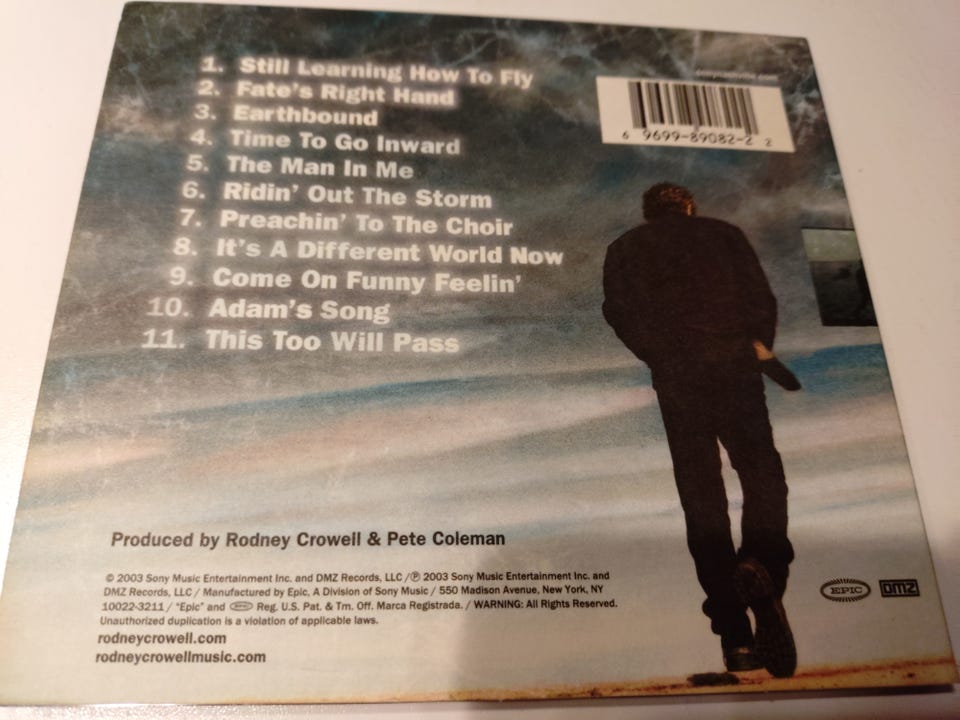 1. Still Learning How To Fly
2. Fate's Right Hand
3. Earthbound
4. Time To Go Inward
5. The Man In Me
6. Ridin' Out The Storm
7. Preachin' To The Choir
8. It's A Different World Now
9. Come On Funny Feelin'
10. Adam's Song
11. This Too Will Pass
6 9699-89082-2 2
Produced by Rodney Crowell & Pete Coleman
© 2003 Sony Music Entertainment Inc. and DMZ Records, LLC / ℗ 2003 Sony Music Entertainment Inc. and
DMZ Records, LLC / Manufactured by Epic, A Division of Sony Music / 550 Madison Avenue, New York, NY
10022-3211 / "Epic" and EPIC Reg. U.S. Pat. & Tm. Off. Marca Registrada. / WARNING: All Rights Reserved.
Unauthorized duplication is a violation of applicable laws.
rodneycrowell.com
rodneycrowellmusic.com
EPIC DMZ